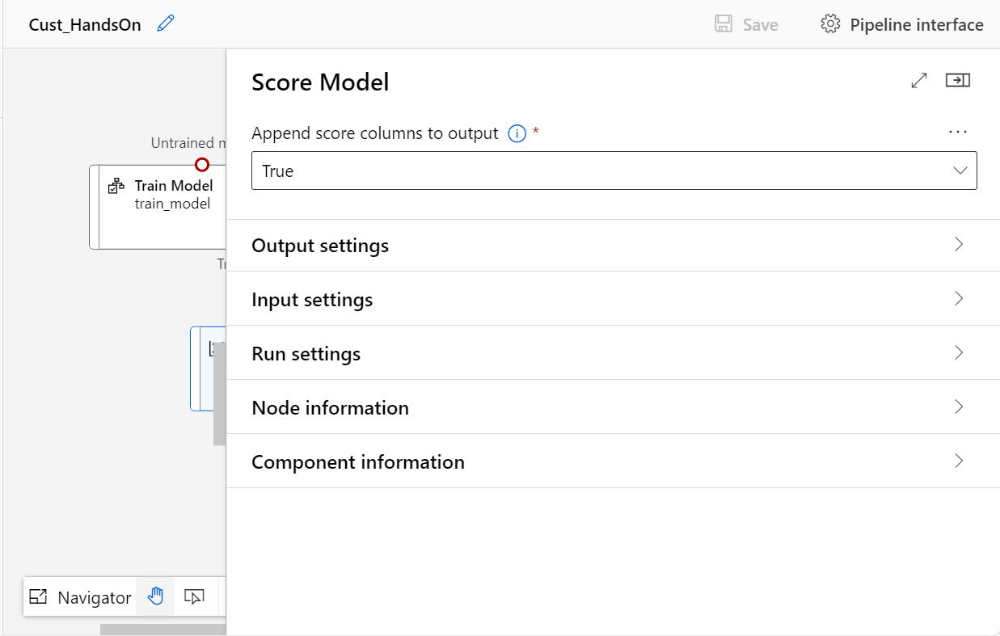 Cust_HandsOn
Save
Pipeline interface
Score Model
Append score columns to output *
True
Untrained
Train Model
train_model
Output settings
Input settings
Run settings
Node information
Component information
Navigator